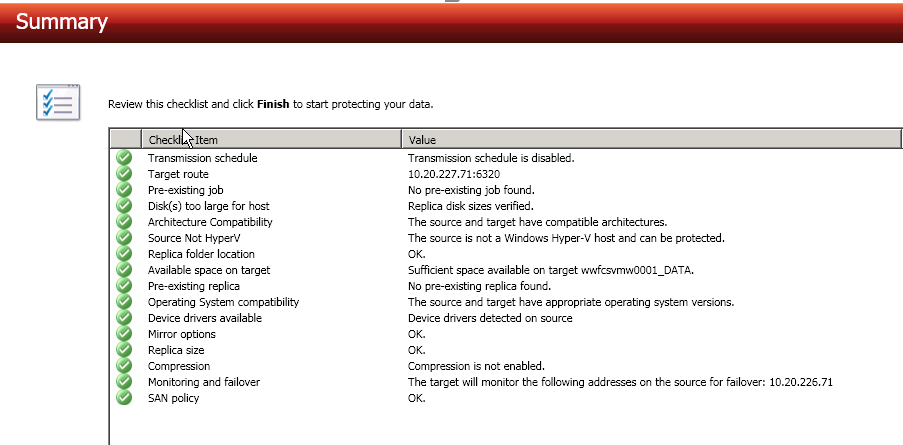 Summary
Review this checklist and click Finish to start protecting your data.
Checklist Item Value
Transmission schedule Transmission schedule is disabled.
Target route 10.20.227.71:6320
Pre-existing job No pre-existing job found.
Disk(s) too large for host Replica disk sizes verified.
Architecture Compatibility The source and target have compatible architectures.
Source Not HyperV The source is not a Windows Hyper-V host and can be protected.
Replica folder location OK.
Available space on target Sufficient space available on target wwfcsvmw0001_DATA.
Pre-existing replica No pre-existing replica found.
Operating System compatibility The source and target have appropriate operating system versions.
Device drivers available Device drivers detected on source
Mirror options OK.
Replica size OK.
Compression Compression is not enabled.
Monitoring and failover The target will monitor the following addresses on the source for failover: 10.20.226.71
SAN policy OK.